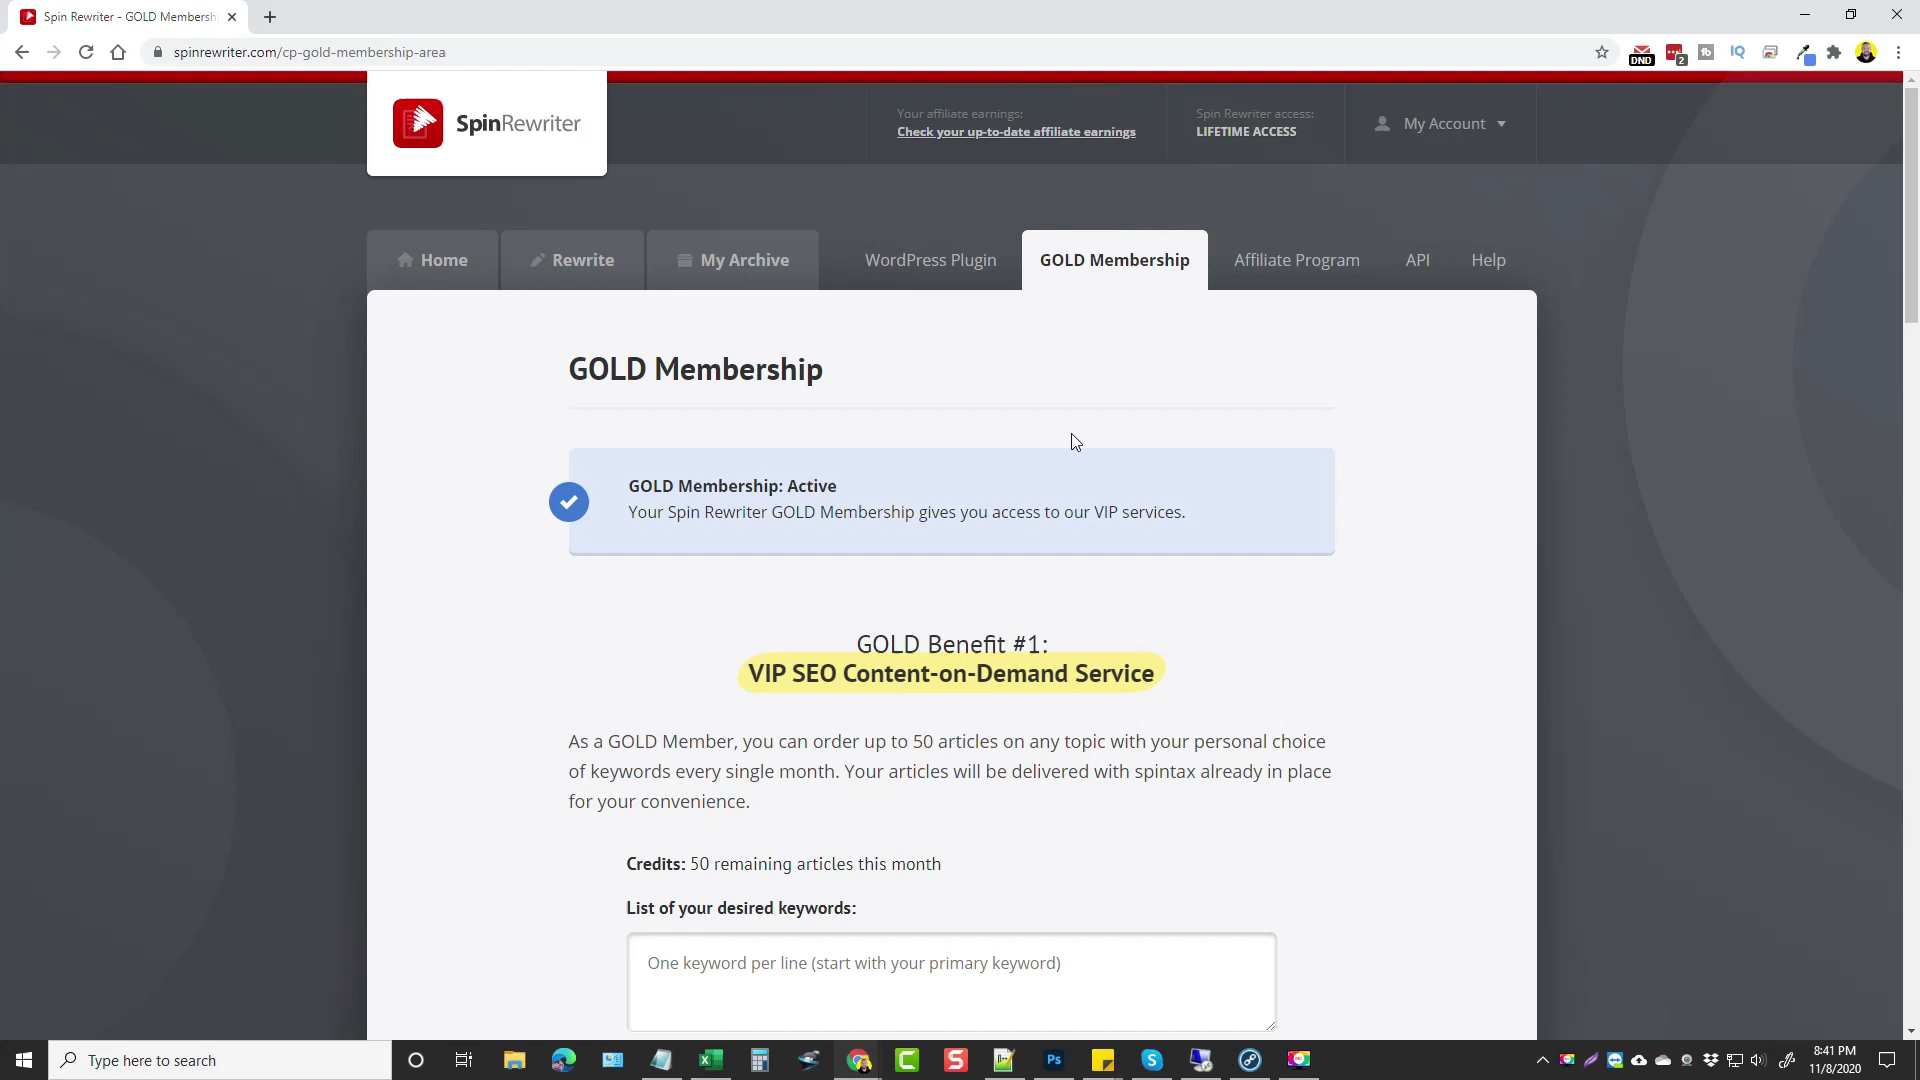 Spin Rewriter - GOLD Membersh
spinrewriter.com/cp-gold-membership-area
DND
2
SpinRewriter
Your affiliate earnings:
Check your up-to-date affiliate earnings
Spin Rewriter access:
LIFETIME ACCESS
My Account
Home
Rewrite
My Archive
WordPress Plugin
GOLD Membership
Affiliate Program
API
Help
GOLD Membership
GOLD Membership: Active
Your Spin Rewriter GOLD Membership gives you access to our VIP services.
GOLD Benefit #1:
VIP SEO Content-on-Demand Service
As a GOLD Member, you can order up to 50 articles on any topic with your personal choice
of keywords every single month. Your articles will be delivered with spintax already in place
for your convenience.
Credits: 50 remaining articles this month
List of your desired keywords:
One keyword per line (start with your primary keyword)
Type here to search
8:41 PM
11/8/2020